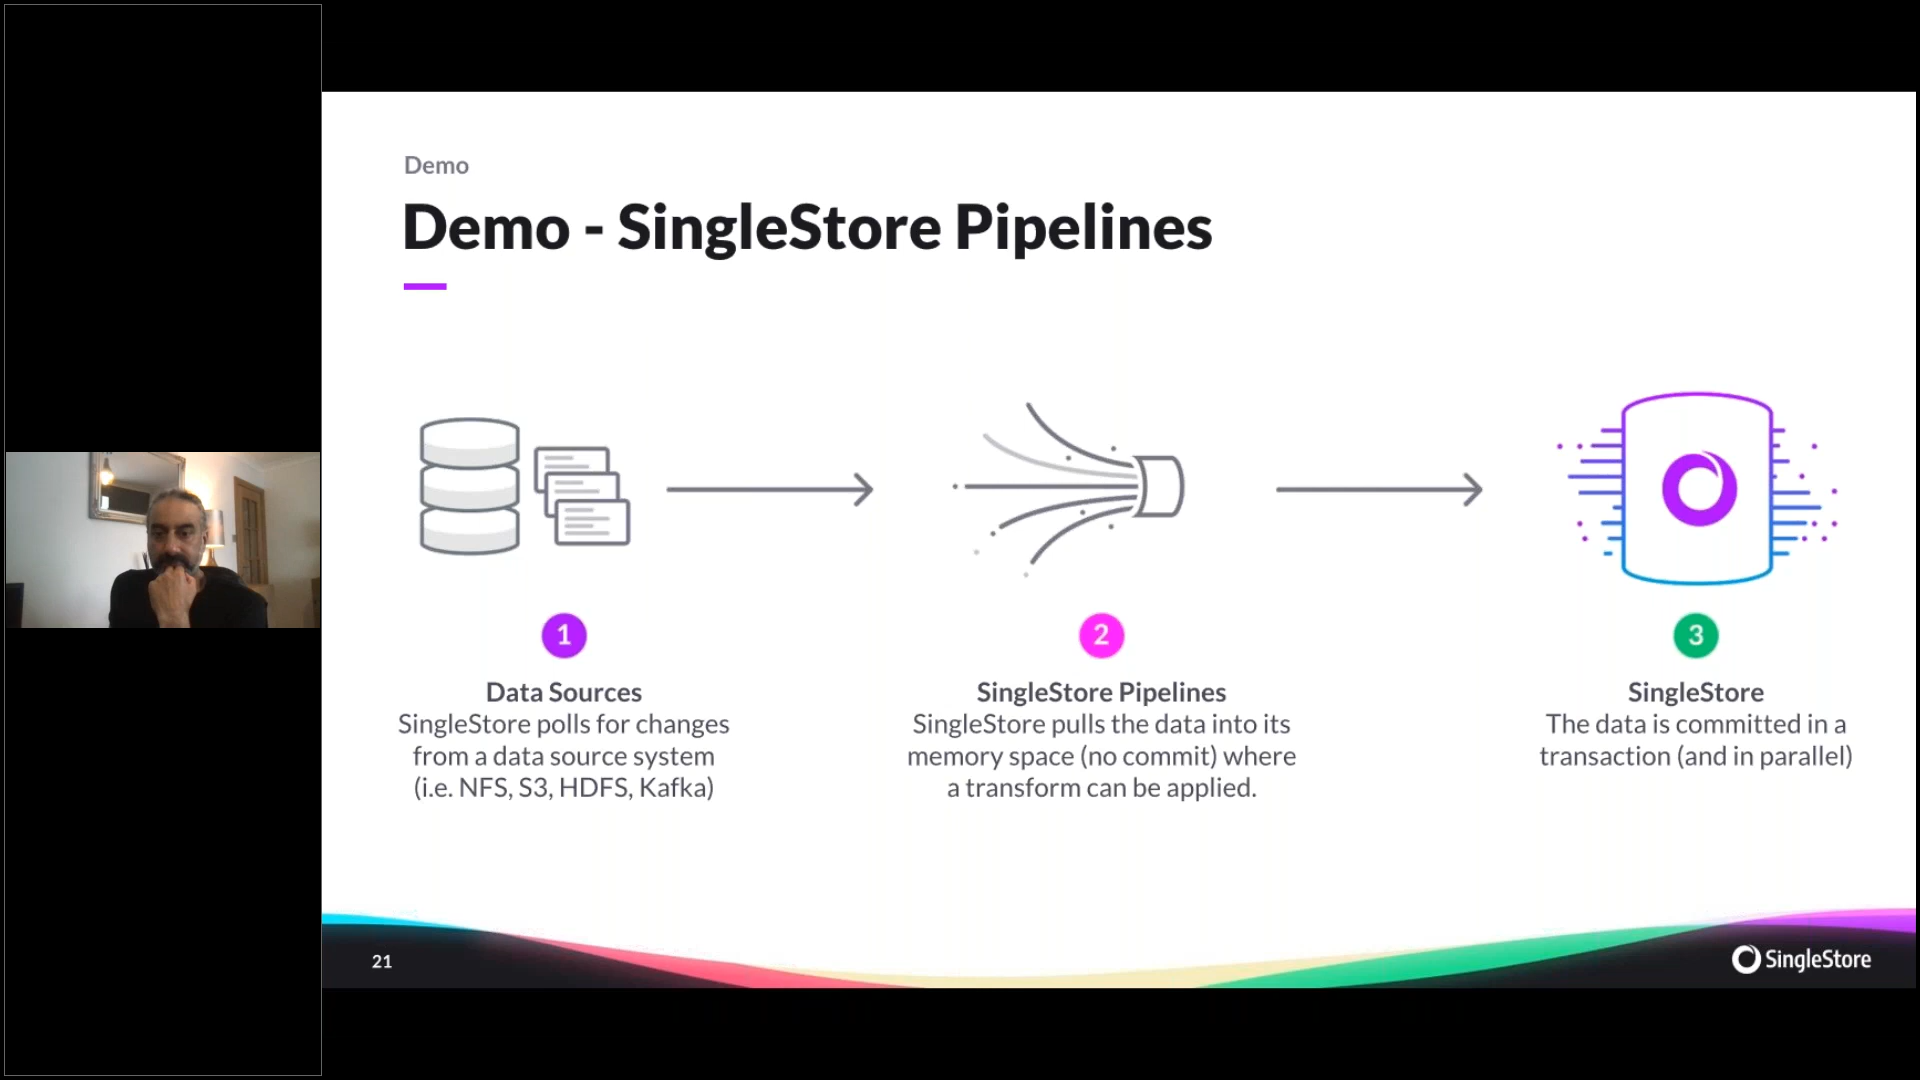 Demo
Demo - SingleStore Pipelines
1
Data Sources
SingleStore polls for changes
from a data source system
(i.e. NFS, S3, HDFS, Kafka)
2
SingleStore Pipelines
SingleStore pulls the data into its
memory space (no commit) where
a transform can be applied.
3
SingleStore
The data is committed in a
transaction (and in parallel)
21
SingleStore